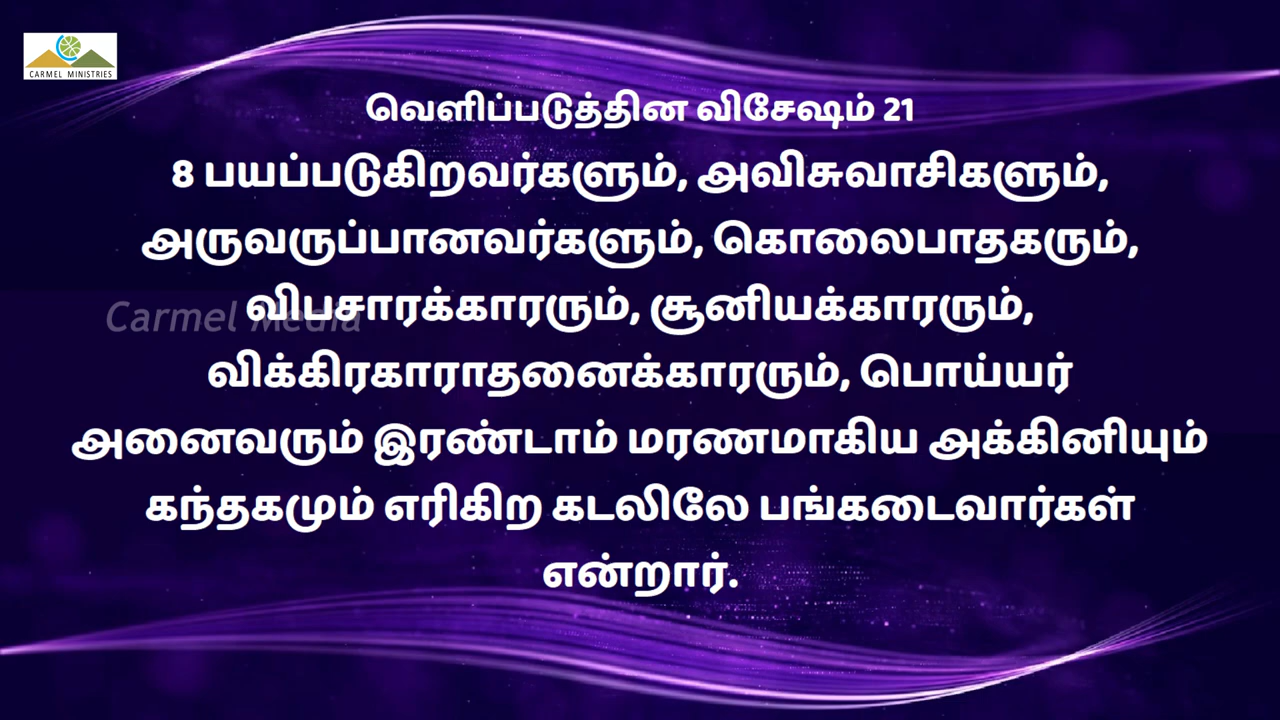 CARMEL MINISTRIES
வெளிப்படுத்தின விசேஷம் 21
8 பயப்படுகிறவர்களும், அவிசுவாசிகளும்,
அருவருப்பானவர்களும், கொலைபாதகரும்,
விபசாரக்காரரும், சூனியக்காரரும்,
Carmel Media
விக்கிரகாராதனைக்காரரும், பொய்யர்
அனைவரும் இரண்டாம் மரணமாகிய அக்கினியும்
கந்தகமும் எரிகிற கடலிலே பங்கடைவார்கள்
என்றார்.